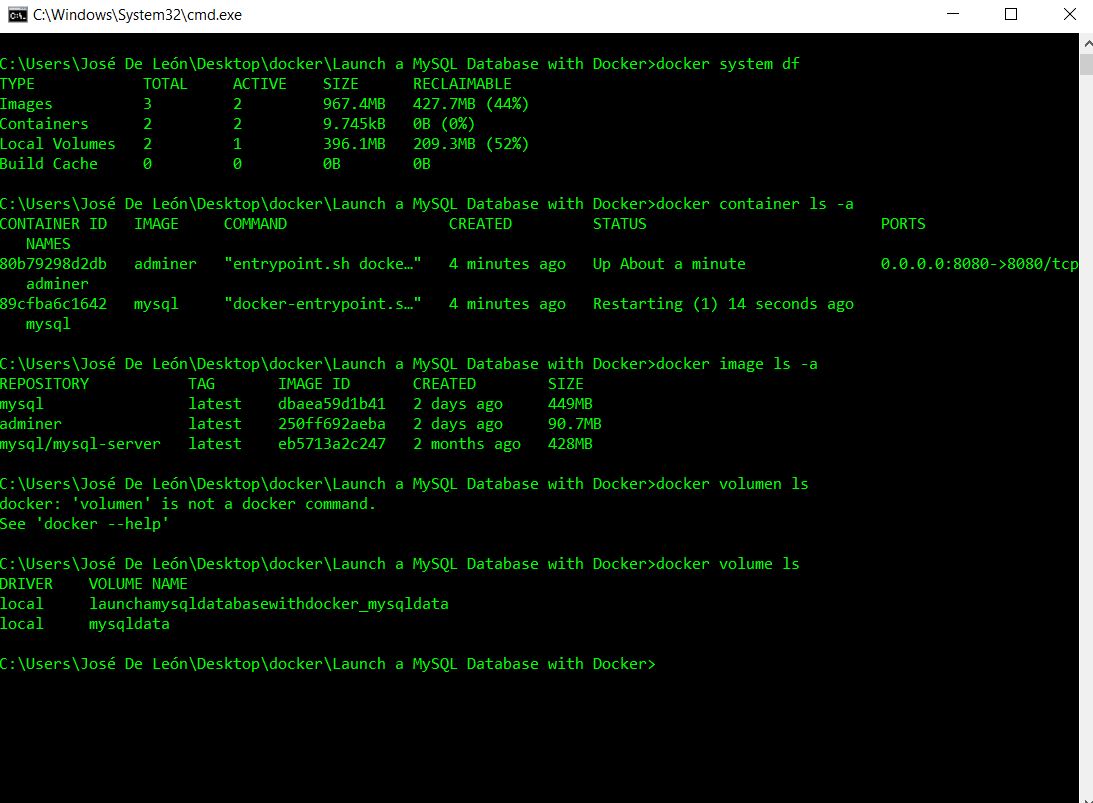 C:\Windows\System32\cmd.exe
C:\Users\José De León\Desktop\docker\Launch a MySQL Database with Docker>docker system df
TYPE TOTAL ACTIVE SIZE RECLAIMABLE
Images 3 2 967.4MB 427.7MB (44%)
Containers 2 2 9.745kB 0B (0%)
Local Volumes 2 1 396.1MB 209.3MB (52%)
Build Cache 0 0 0B 0B
C:\Users\José De León\Desktop\docker\Launch a MySQL Database with Docker>docker container ls -a
CONTAINER ID IMAGE COMMAND CREATED STATUS PORTS
NAMES
80b79298d2db adminer "entrypoint.sh docke…" 4 minutes ago Up About a minute 0.0.0.0:8080->8080/tcp
adminer
89cfba6c1642 mysql "docker-entrypoint.s…" 4 minutes ago Restarting (1) 14 seconds ago
mysql
C:\Users\José De León\Desktop\docker\Launch a MySQL Database with Docker>docker image ls -a
REPOSITORY TAG IMAGE ID CREATED SIZE
mysql latest dbaea59d1b41 2 days ago 449MB
adminer latest 250ff692aeba 2 days ago 90.7MB
mysql/mysql-server latest eb5713a2c247 2 months ago 428MB
C:\Users\José De León\Desktop\docker\Launch a MySQL Database with Docker>docker volumen ls
docker: 'volumen' is not a docker command.
See 'docker --help'
C:\Users\José De León\Desktop\docker\Launch a MySQL Database with Docker>docker volume ls
DRIVER VOLUME NAME
local launchamysqldatabasewithdocker_mysqldata
local mysqldata
C:\Users\José De León\Desktop\docker\Launch a MySQL Database with Docker>